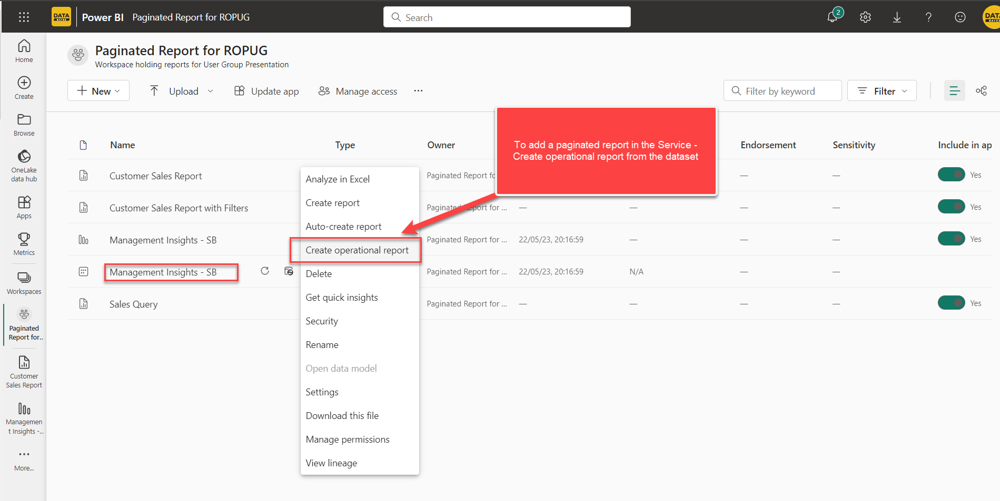 DATA
BAYES
Power BI
Paginated Report for ROPUG
Search
2
Home
Create
Browse
OneLake
data hub
Apps
Metrics
Workspaces
Paginated
Report for..
Customer
Sales Report
Managemen
t Insights -...
More...
Paginated Report for ROPUG
Workspace holding reports for User Group Presentation
New
Upload
Update app
Manage access
Filter by keyword
Filter
To add a paginated report in the Service -
Create operational report from the dataset
Name Type Owner Endorsement Sensitivity Include in ap
Customer Sales Report Paginated Report fo — — Yes
Customer Sales Report with Filters Paginated Report for ... — — — — Yes
Management Insights - SB Paginated Report for ... 22/05/23, 20:16:59 — — — Yes
Management Insights - SB Paginated Report for ... 22/05/23, 20:16:59 N/A — —
Sales Query Paginated Report for ... — — — — Yes
Analyze in Excel
Create report
Auto-create report
Create operational report
Delete
Get quick insights
Security
Rename
Open data model
Settings
Download this file
Manage permissions
View lineage